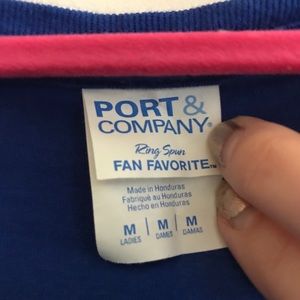 PORT &
COMPANY®
Ring Spun
FAN FAVORITE™
Made in Honduras
Fabriqué au Honduras
Hecho en Honduras
M | M | M
LADIES DAMES DAMAS